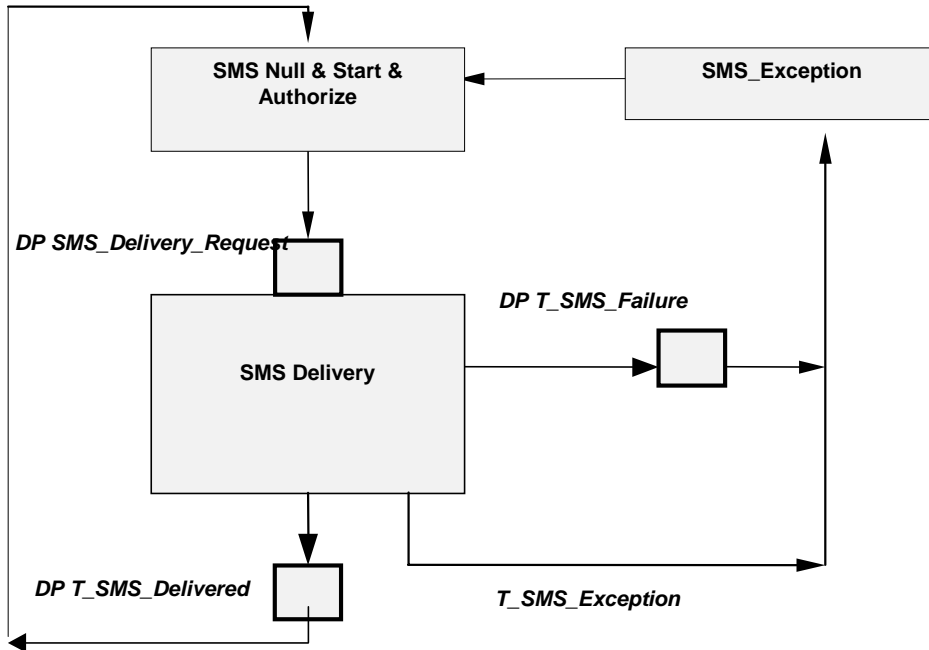 SMS Null & Start &
Authorize
SMS_Exception
DP SMS_Delivery_Request
DP T_SMS_Failure
SMS Delivery
DP T_SMS_Delivered
T_SMS_Exception